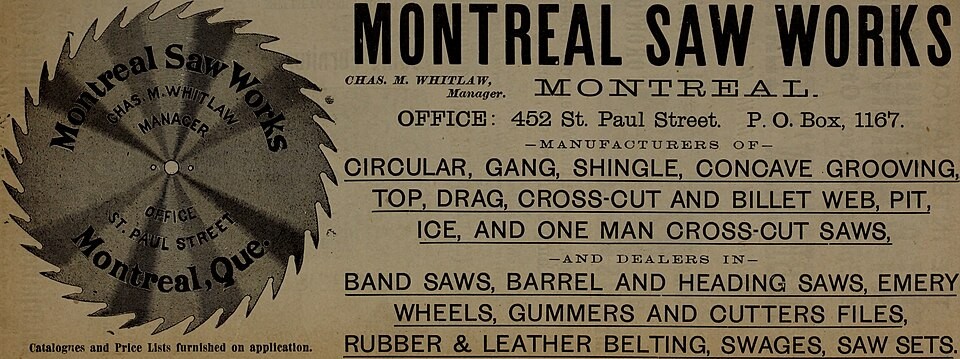 Montreal Saw Works
CHAS. M. WHITLAW
MANAGER
OFFICE
ST. PAUL STREET
Montreal, Que.
Catalogues and Price Lists furnished on application.
MONTREAL SAW WORKS
CHAS. M. WHITLAW,
Manager.
MONTREAL.
OFFICE: 452 St. Paul Street. P. O. Box, 1167.
—MANUFACTURERS OF—
CIRCULAR, GANG, SHINGLE, CONCAVE GROOVING,
TOP, DRAG, CROSS-CUT AND BILLET WEB, PIT,
ICE, AND ONE MAN CROSS-CUT SAWS,
—AND DEALERS IN—
BAND SAWS, BARREL AND HEADING SAWS, EMERY
WHEELS, GUMMERS AND CUTTERS FILES,
RUBBER & LEATHER BELTING, SWAGES, SAW SETS.